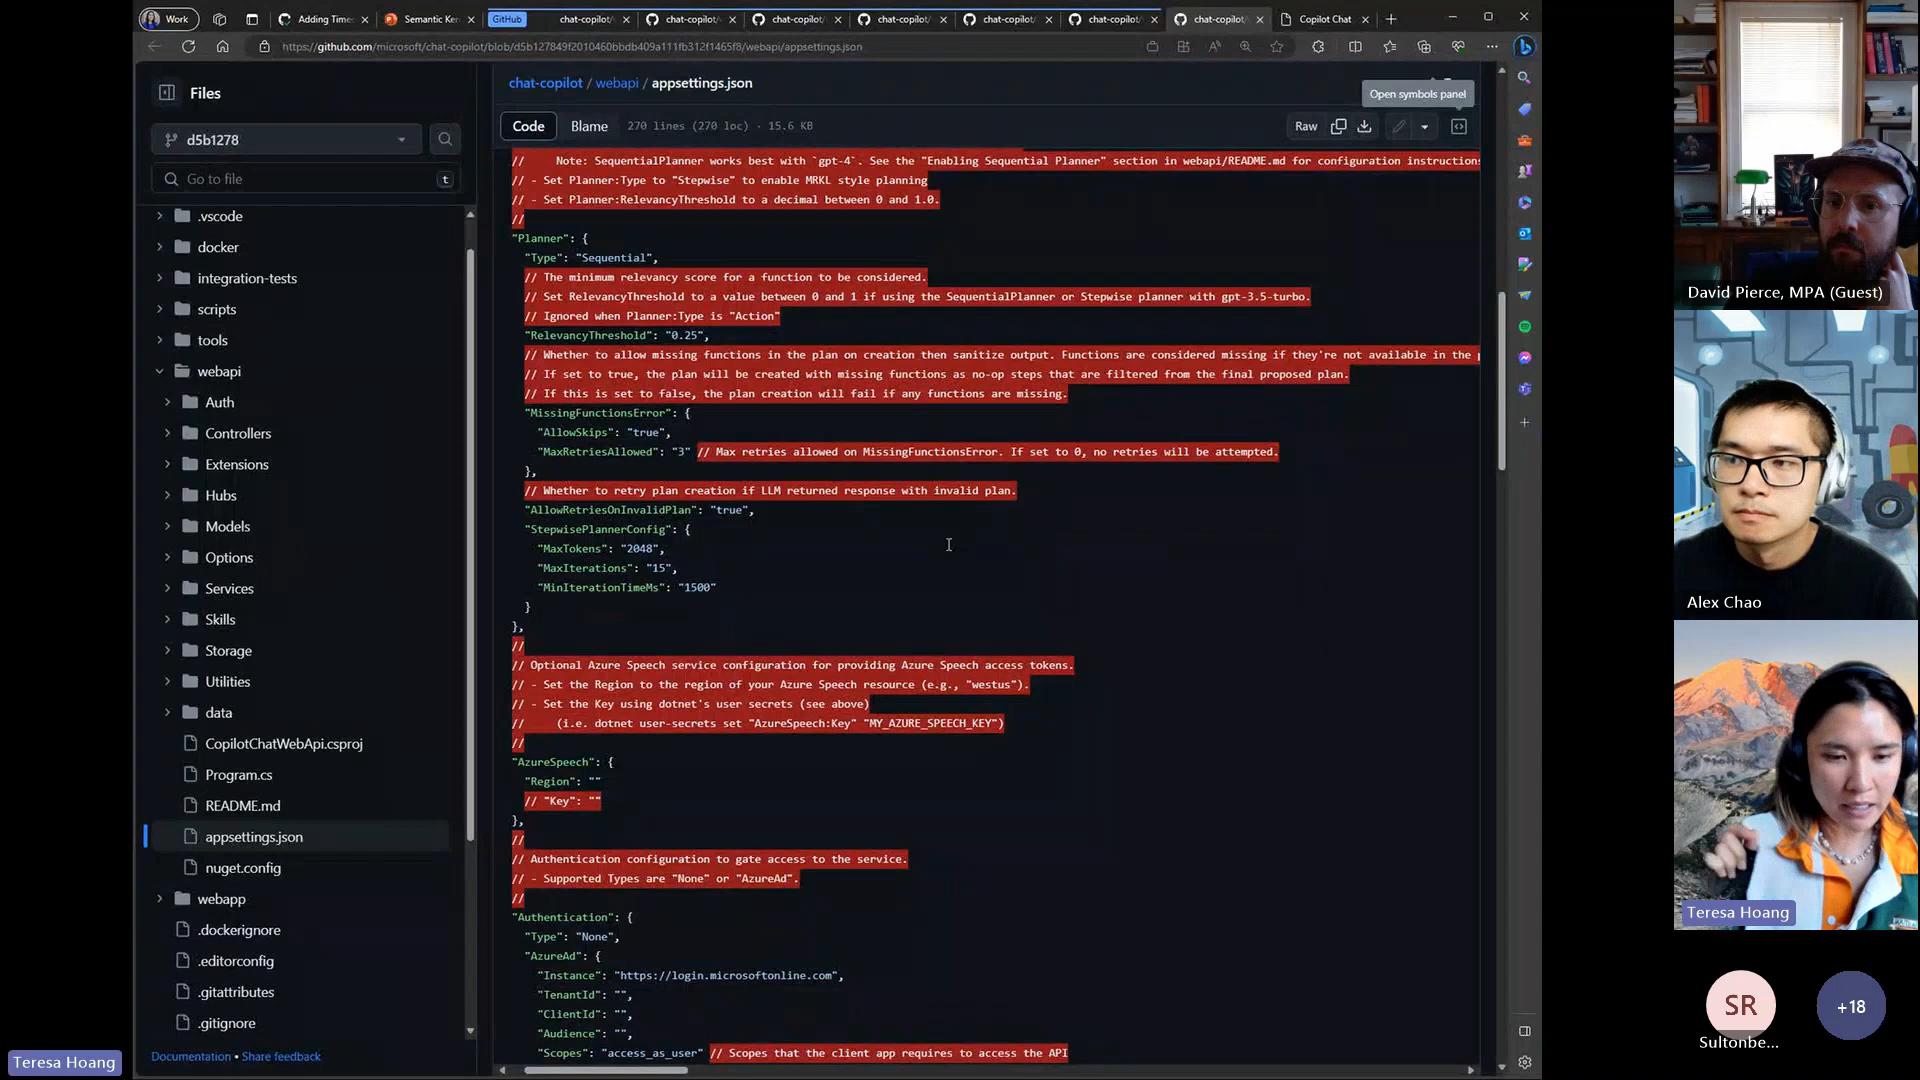 Work
Adding Time
Semantic Ker
GitHub
chat-copilot/
chat-copilot/
chat-copilot/
chat-copilot/
chat-copilot/
chat-copilot/
chat-copilot/
Copilot Chat
https://github.com/microsoft/chat-copilot/blob/d5b127849f2010460bbdb409a111fb312f1465f8/webapi/appsettings.json
Files
d5b1278
Go to file
t
.vscode
docker
integration-tests
scripts
tools
webapi
Auth
Controllers
Extensions
Hubs
Models
Options
Services
Skills
Storage
Utilities
data
CopilotChatWebApi.csproj
Program.cs
README.md
appsettings.json
nuget.config
webapp
.dockerignore
.editorconfig
.gitattributes
.gitignore
Documentation • Share feedback
chat-copilot / webapi / appsettings.json
Open symbols panel
Code
Blame
270 lines (270 loc) · 15.6 KB
Raw
// Note: SequentialPlanner works best with `gpt-4`. See the "Enabling Sequential Planner" section in webapi/README.md for configuration instructions
// - Set Planner:Type to "Stepwise" to enable MRKL style planning
// - Set Planner:RelevancyThreshold to a decimal between 0 and 1.0.
//
"Planner": {
"Type": "Sequential",
// The minimum relevancy score for a function to be considered.
// Set RelevancyThreshold to a value between 0 and 1 if using the SequentialPlanner or Stepwise planner with gpt-3.5-turbo.
// Ignored when Planner:Type is "Action"
"RelevancyThreshold": "0.25",
// Whether to allow missing functions in the plan on creation then sanitize output. Functions are considered missing if they're not available in the p
// If set to true, the plan will be created with missing functions as no-op steps that are filtered from the final proposed plan.
// If this is set to false, the plan creation will fail if any functions are missing.
"MissingFunctionsError": {
"AllowSkips": "true",
"MaxRetriesAllowed": "3" // Max retries allowed on MissingFunctionsError. If set to 0, no retries will be attempted.
},
// Whether to retry plan creation if LLM returned response with invalid plan.
"AllowRetriesOnInvalidPlan": "true",
"StepwisePlannerConfig": {
"MaxTokens": "2048",
"MaxIterations": "15",
"MinIterationTimeMs": "1500"
}
},
//
// Optional Azure Speech service configuration for providing Azure Speech access tokens.
// - Set the Region to the region of your Azure Speech resource (e.g., "westus").
// - Set the Key using dotnet's user secrets (see above)
// (i.e. dotnet user-secrets set "AzureSpeech:Key" "MY_AZURE_SPEECH_KEY")
//
"AzureSpeech": {
"Region": ""
// "Key": ""
},
//
// Authentication configuration to gate access to the service.
// - Supported Types are "None" or "AzureAd".
//
"Authentication": {
"Type": "None",
"AzureAd": {
"Instance": "https://login.microsoftonline.com",
"TenantId": "",
"ClientId": "",
"Audience": "",
"Scopes": "access_as_user" // Scopes that the client app requires to access the API
David Pierce, MPA (Guest)
Alex Chao
Teresa Hoang
SR
+18
Sultonbe...
Teresa Hoang